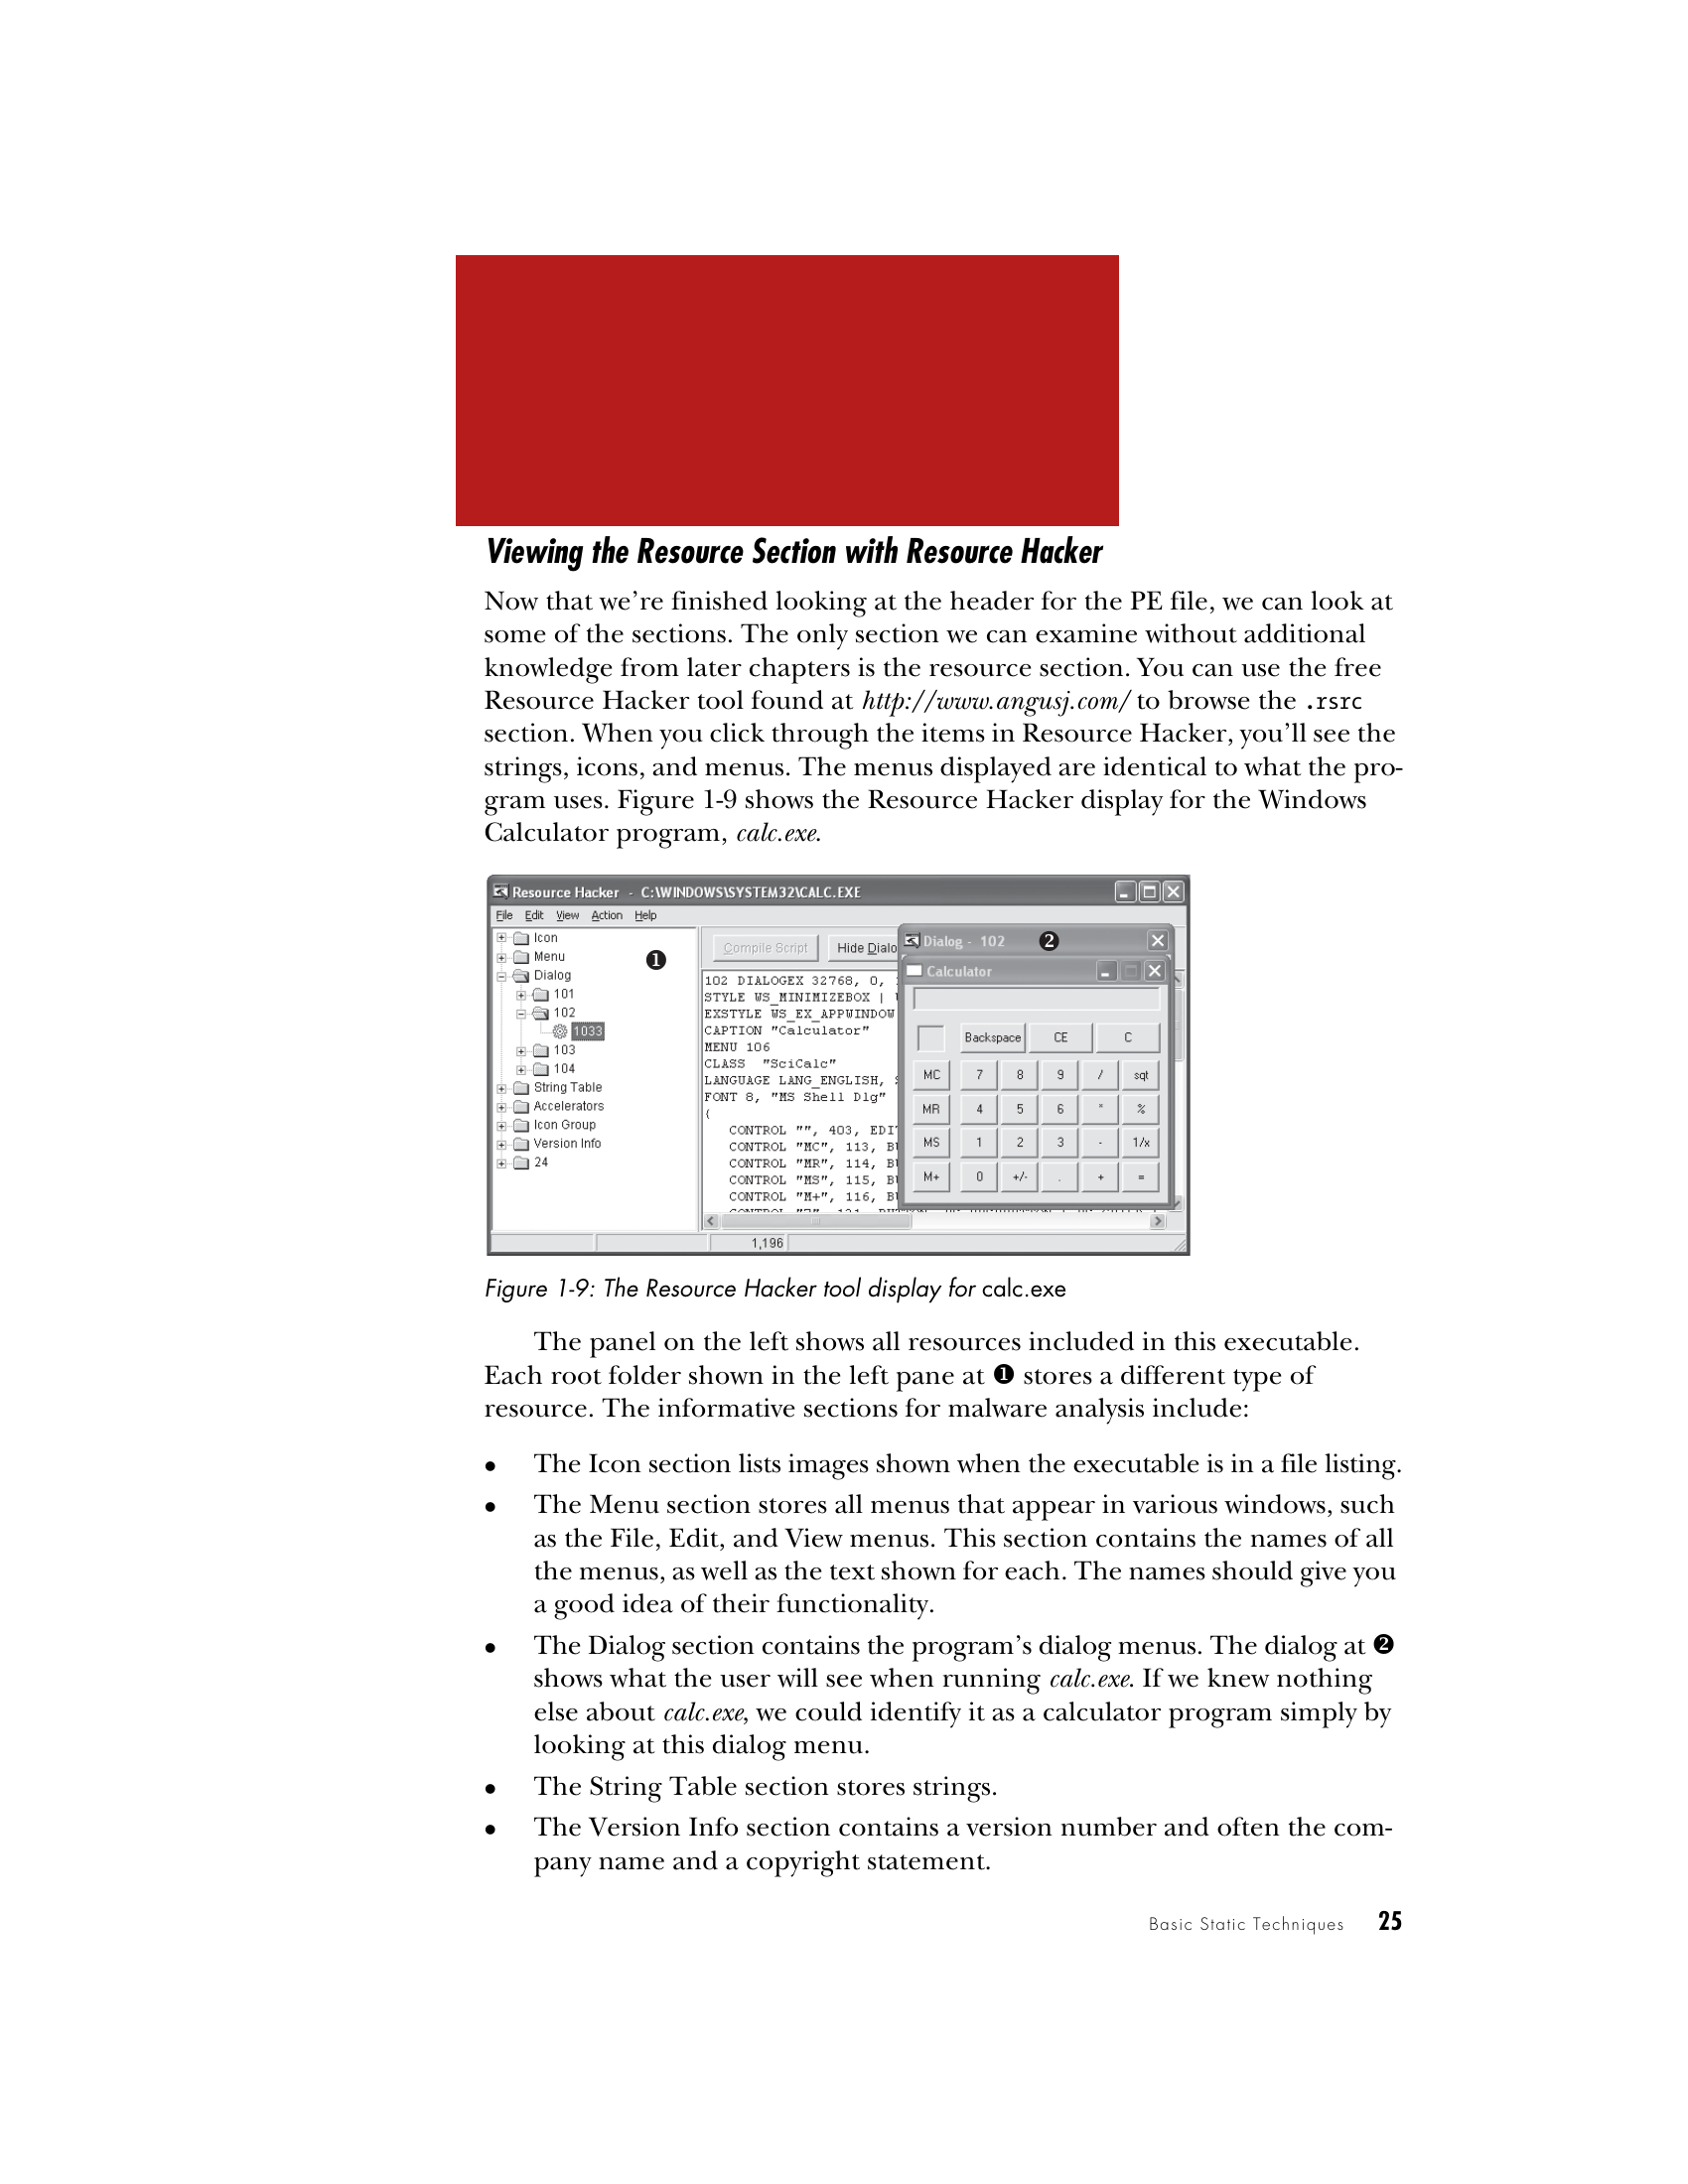 Viewing the Resource Section with Resource Hacker
Now that we're finished looking at the header for the PE file, we can look at
some of the sections. The only section we can examine without additional
knowledge from later chapters is the resource section. You can use the free
Resource Hacker tool found at http://www.angusj.com/ to browse the .rsrc
section. When you click through the items in Resource Hacker, you'll see the
strings, icons, and menus. The menus displayed are identical to what the pro-
gram uses. Figure 1-9 shows the Resource Hacker display for the Windows
Calculator program, calc.exe.
Resource Hacker - C:\WINDOWS\SYSTEM32\CALC.EXE
File Edit View Action Help
Icon
Menu
Dialog
101
102
1033
103
104
String Table
Accelerators
Icon Group
Version Info
24
❶
Compile Script Hide Dialo
102 DIALOGEX 32768, 0,
STYLE WS_MINIMIZEBOX |
EXSTYLE WS_EX_APPWINDOW
CAPTION "Calculator"
MENU 106
CLASS "SciCalc"
LANGUAGE LANG_ENGLISH,
FONT 8, "MS Shell Dlg"
{
CONTROL "", 403, EDI
CONTROL "MC", 113, B
CONTROL "MR", 114, B
CONTROL "MS", 115, B
CONTROL "M+", 116, B
Dialog - 102 ❷
Calculator
Backspace CE C
MC 7 8 9 / sqt
MR 4 5 6 * %
MS 1 2 3 - 1/x
M+ 0 +/- . + =
1,196
Figure 1-9: The Resource Hacker tool display for calc.exe
The panel on the left shows all resources included in this executable.
Each root folder shown in the left pane at ❶ stores a different type of
resource. The informative sections for malware analysis include:
● The Icon section lists images shown when the executable is in a file listing.
● The Menu section stores all menus that appear in various windows, such
as the File, Edit, and View menus. This section contains the names of all
the menus, as well as the text shown for each. The names should give you
a good idea of their functionality.
● The Dialog section contains the program's dialog menus. The dialog at ❷
shows what the user will see when running calc.exe. If we knew nothing
else about calc.exe, we could identify it as a calculator program simply by
looking at this dialog menu.
● The String Table section stores strings.
● The Version Info section contains a version number and often the com-
pany name and a copyright statement.
Basic Static Techniques 25